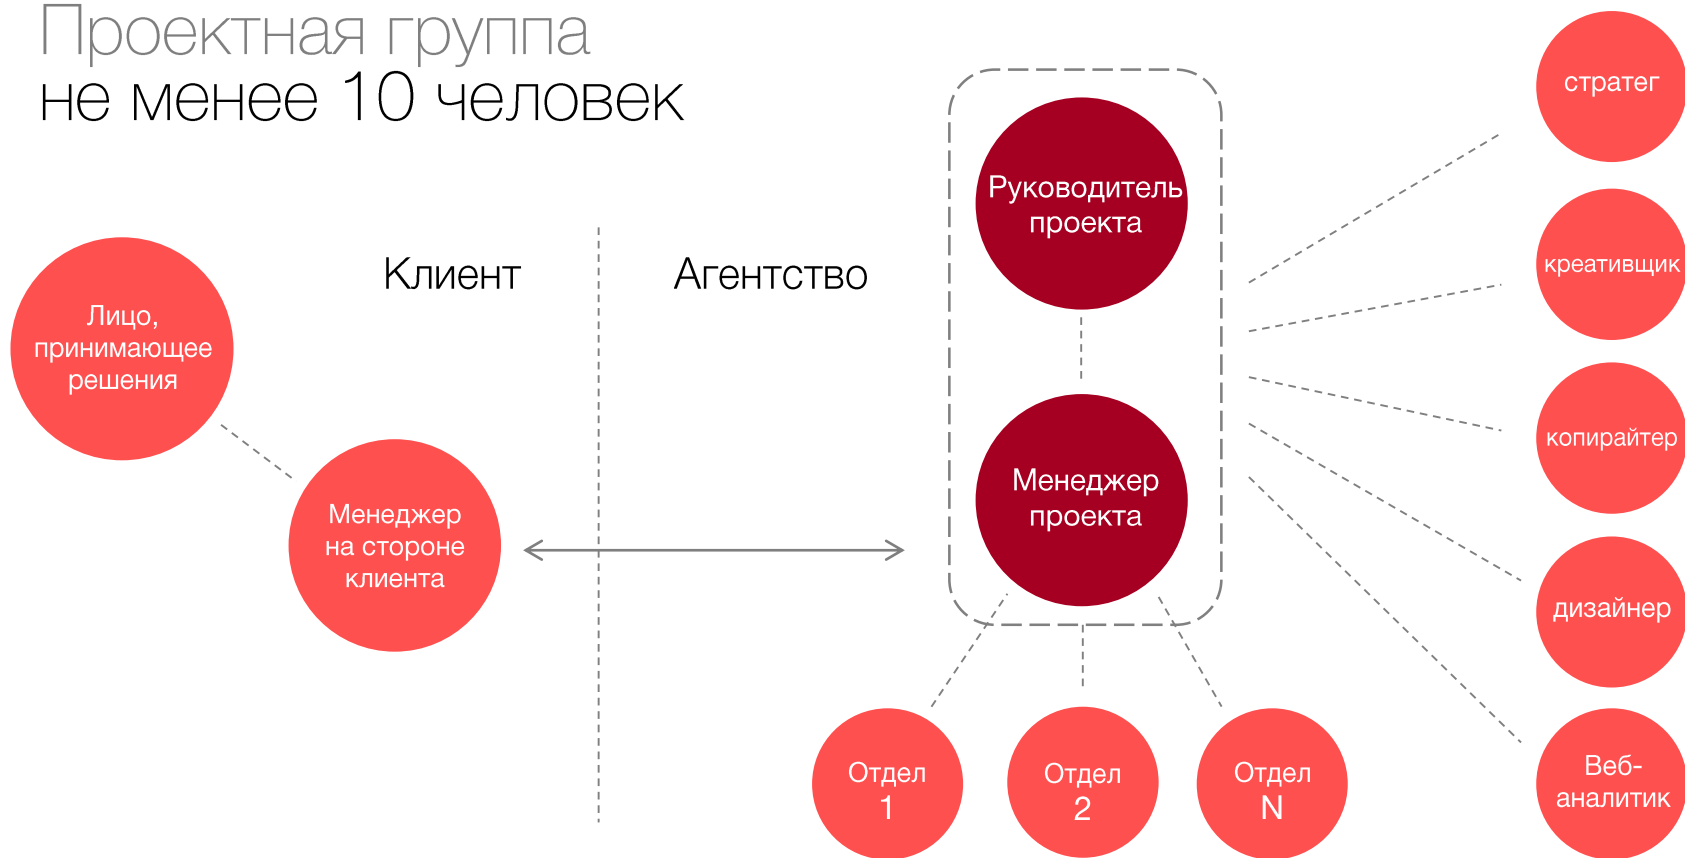 Проектная группа
не менее 10 человек
Клиент
Агентство
Лицо,
принимающее
решения
Менеджер
на стороне
клиента
Руководитель
проекта
Менеджер
проекта
Отдел
1
Отдел
2
Отдел
N
стратег
креативщик
копирайтер
дизайнер
Веб-
аналитик